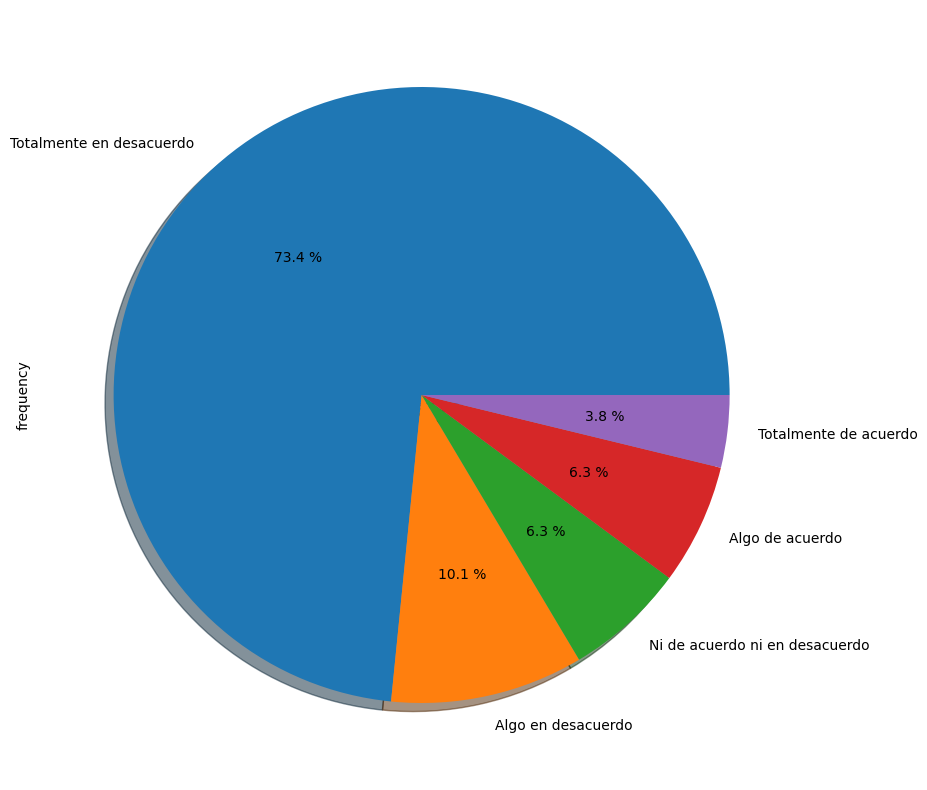 Totalmente en desacuerdo
73.4 %
frequency
3.8 %
Totalmente de acuerdo
6.3 %
Algo de acuerdo
6.3 %
Ni de acuerdo ni en desacuerdo
10.1 %
Algo en desacuerdo